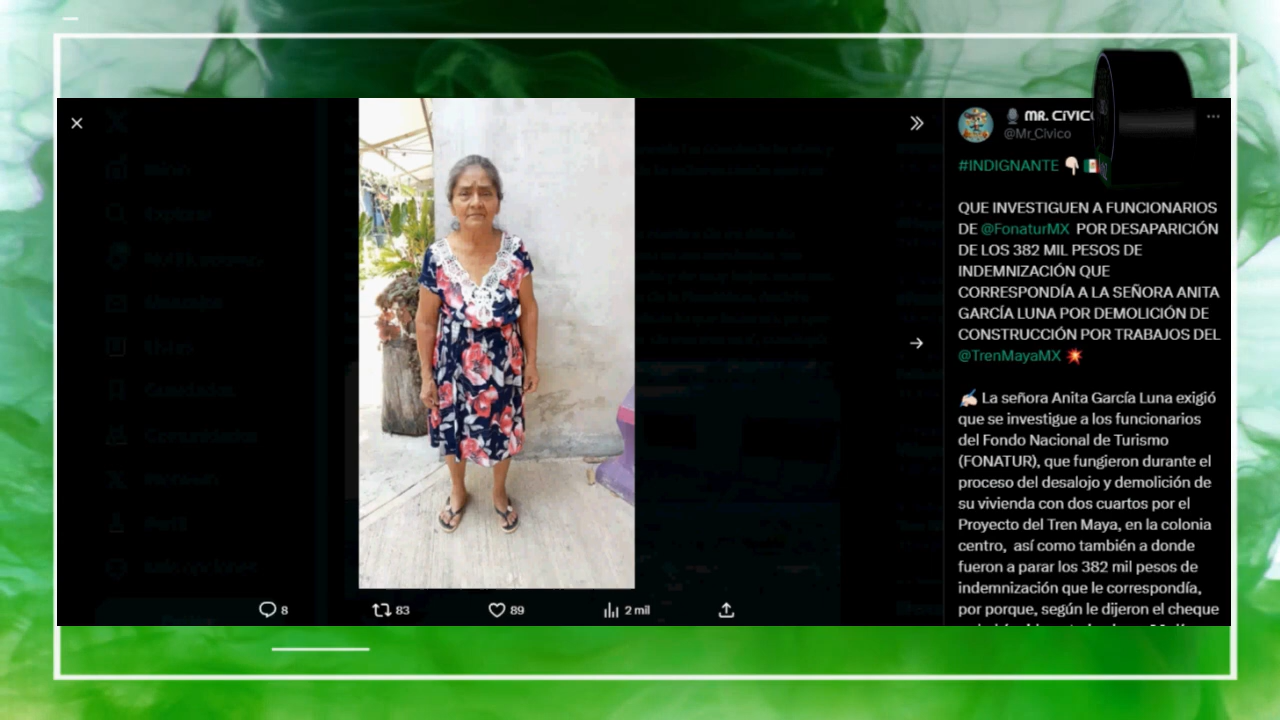 MR. CÍVICO
@Mr_Civico
#INDIGNANTE
QUE INVESTIGUEN A FUNCIONARIOS
DE @FonaturMX POR DESAPARICIÓN
DE LOS 382 MIL PESOS DE
INDEMNIZACIÓN QUE
CORRESPONDÍA A LA SEÑORA ANITA
GARCÍA LUNA POR DEMOLICIÓN DE
CONSTRUCCIÓN POR TRABAJOS DEL
@TrenMayaMX
La señora Anita García Luna exigió
que se investigue a los funcionarios
del Fondo Nacional de Turismo
(FONATUR), que fungieron durante el
proceso del desalojo y demolición de
su vivienda con dos cuartos por el
Proyecto del Tren Maya, en la colonia
centro, así como también a donde
fueron a parar los 382 mil pesos de
indemnización que le correspondía,
por porque, según le dijeron el cheque
8 83 89 2 mil